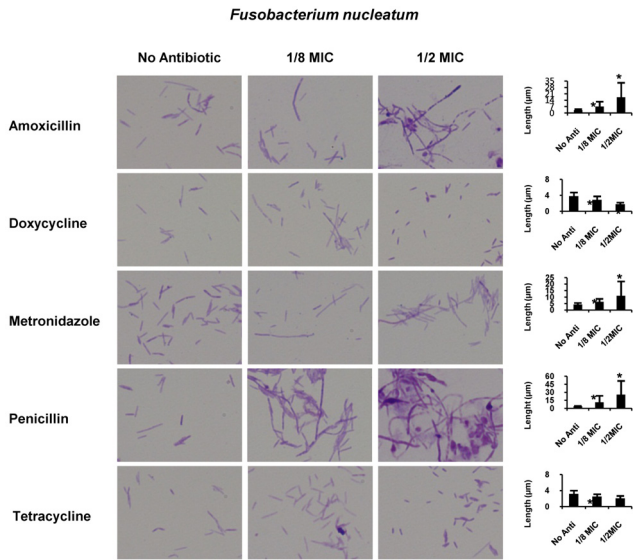 Fusobacterium nucleatum
No Antibiotic 1/8 MIC 1/2 MIC
Amoxicillin
Length (µm)
35
28
21
14
7
0
* *
No Anti 1/8 MIC 1/2MIC
Doxycycline
Length (µm)
8
4
0
* *
No Anti 1/8 MIC 1/2MIC
Metronidazole
Length (µm)
25
20
15
10
5
0
* *
No Anti 1/8 MIC 1/2MIC
Penicillin
Lenght (µm)
60
45
30
15
0
* *
No Anti 1/8 MIC 1/2MIC
Tetracycline
Length (µm)
8
4
0
*
No Anti 1/8 MIC 1/2MIC